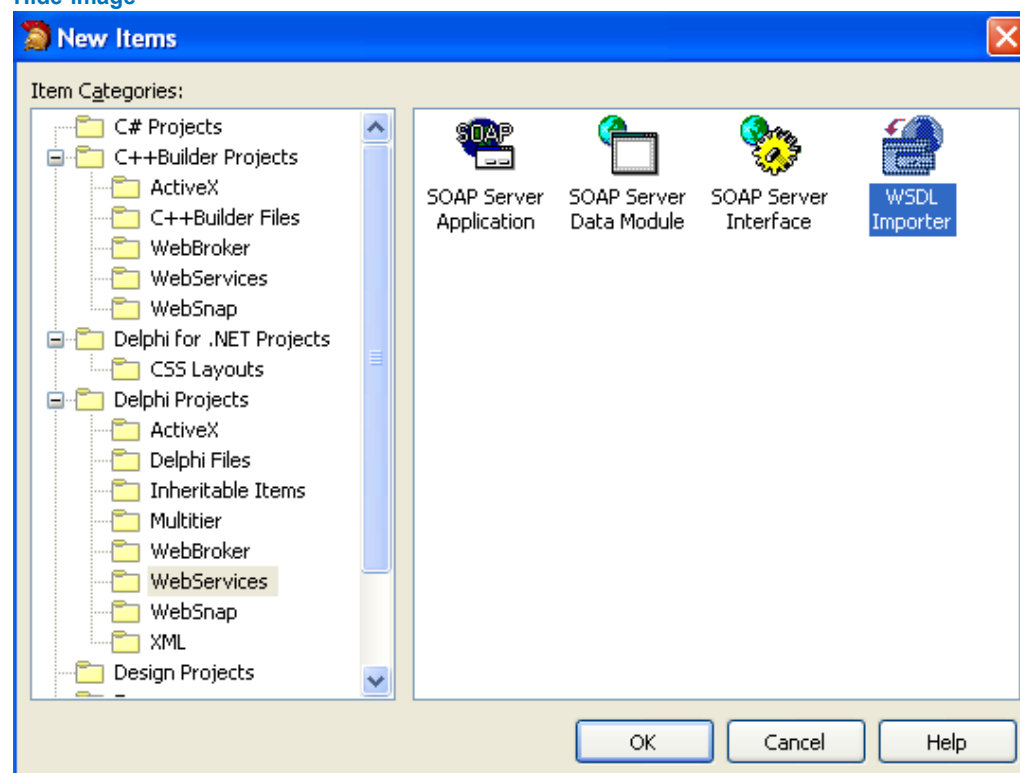 Hide image
New Items
Item Categories:
C# Projects
C++Builder Projects
ActiveX
C++Builder Files
WebBroker
WebServices
WebSnap
Delphi for .NET Projects
CSS Layouts
Delphi Projects
ActiveX
Delphi Files
Inheritable Items
Multitier
WebBroker
WebServices
WebSnap
XML
Design Projects
SOAP
SOAP Server
Application
SOAP Server
Data Module
SOAP Server
Interface
WSDL
Importer
OK
Cancel
Help